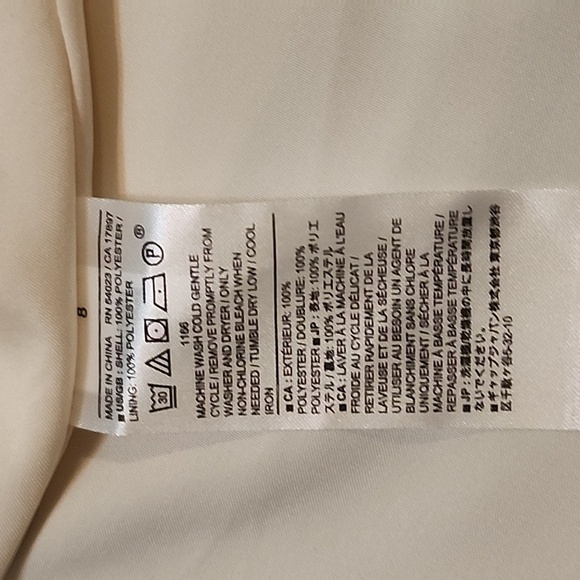 8
MADE IN CHINA RN 54023 / CA 17897
■ US/GB : SHELL: 100% POLYESTER /
LINING: 100% POLYESTER
30 P ®
1166
MACHINE WASH COLD GENTLE
CYCLE / REMOVE PROMPTLY FROM
WASHER AND DRYER / ONLY
NON-CHLORINE BLEACH WHEN
NEEDED / TUMBLE DRY LOW / COOL
IRON
■ CA : EXTÉRIEUR: 100%
POLYESTER / DOUBLURE: 100%
POLYESTER ■ JP : 表地: 100% ポリエ
ステル / 裏地: 100% ポリエステル
■ CA : LAVER À LA MACHINE À L'EAU
FROIDE AU CYCLE DÉLICAT /
RETIRER RAPIDEMENT DE LA
LAVEUSE ET DE LA SÉCHEUSE /
UTILISER AU BESOIN UN AGENT DE
BLANCHIMENT SANS CHLORE
UNIQUEMENT / SÉCHER À LA
MACHINE À BASSE TEMPÉRATURE /
REPASSER À BASSE TEMPÉRATURE
■ JP : 洗濯機/乾燥機の中に長時間放置し
ないでください。
■ ギャップジャパン株式会社 東京都渋谷
区千駄ヶ谷5-32-10